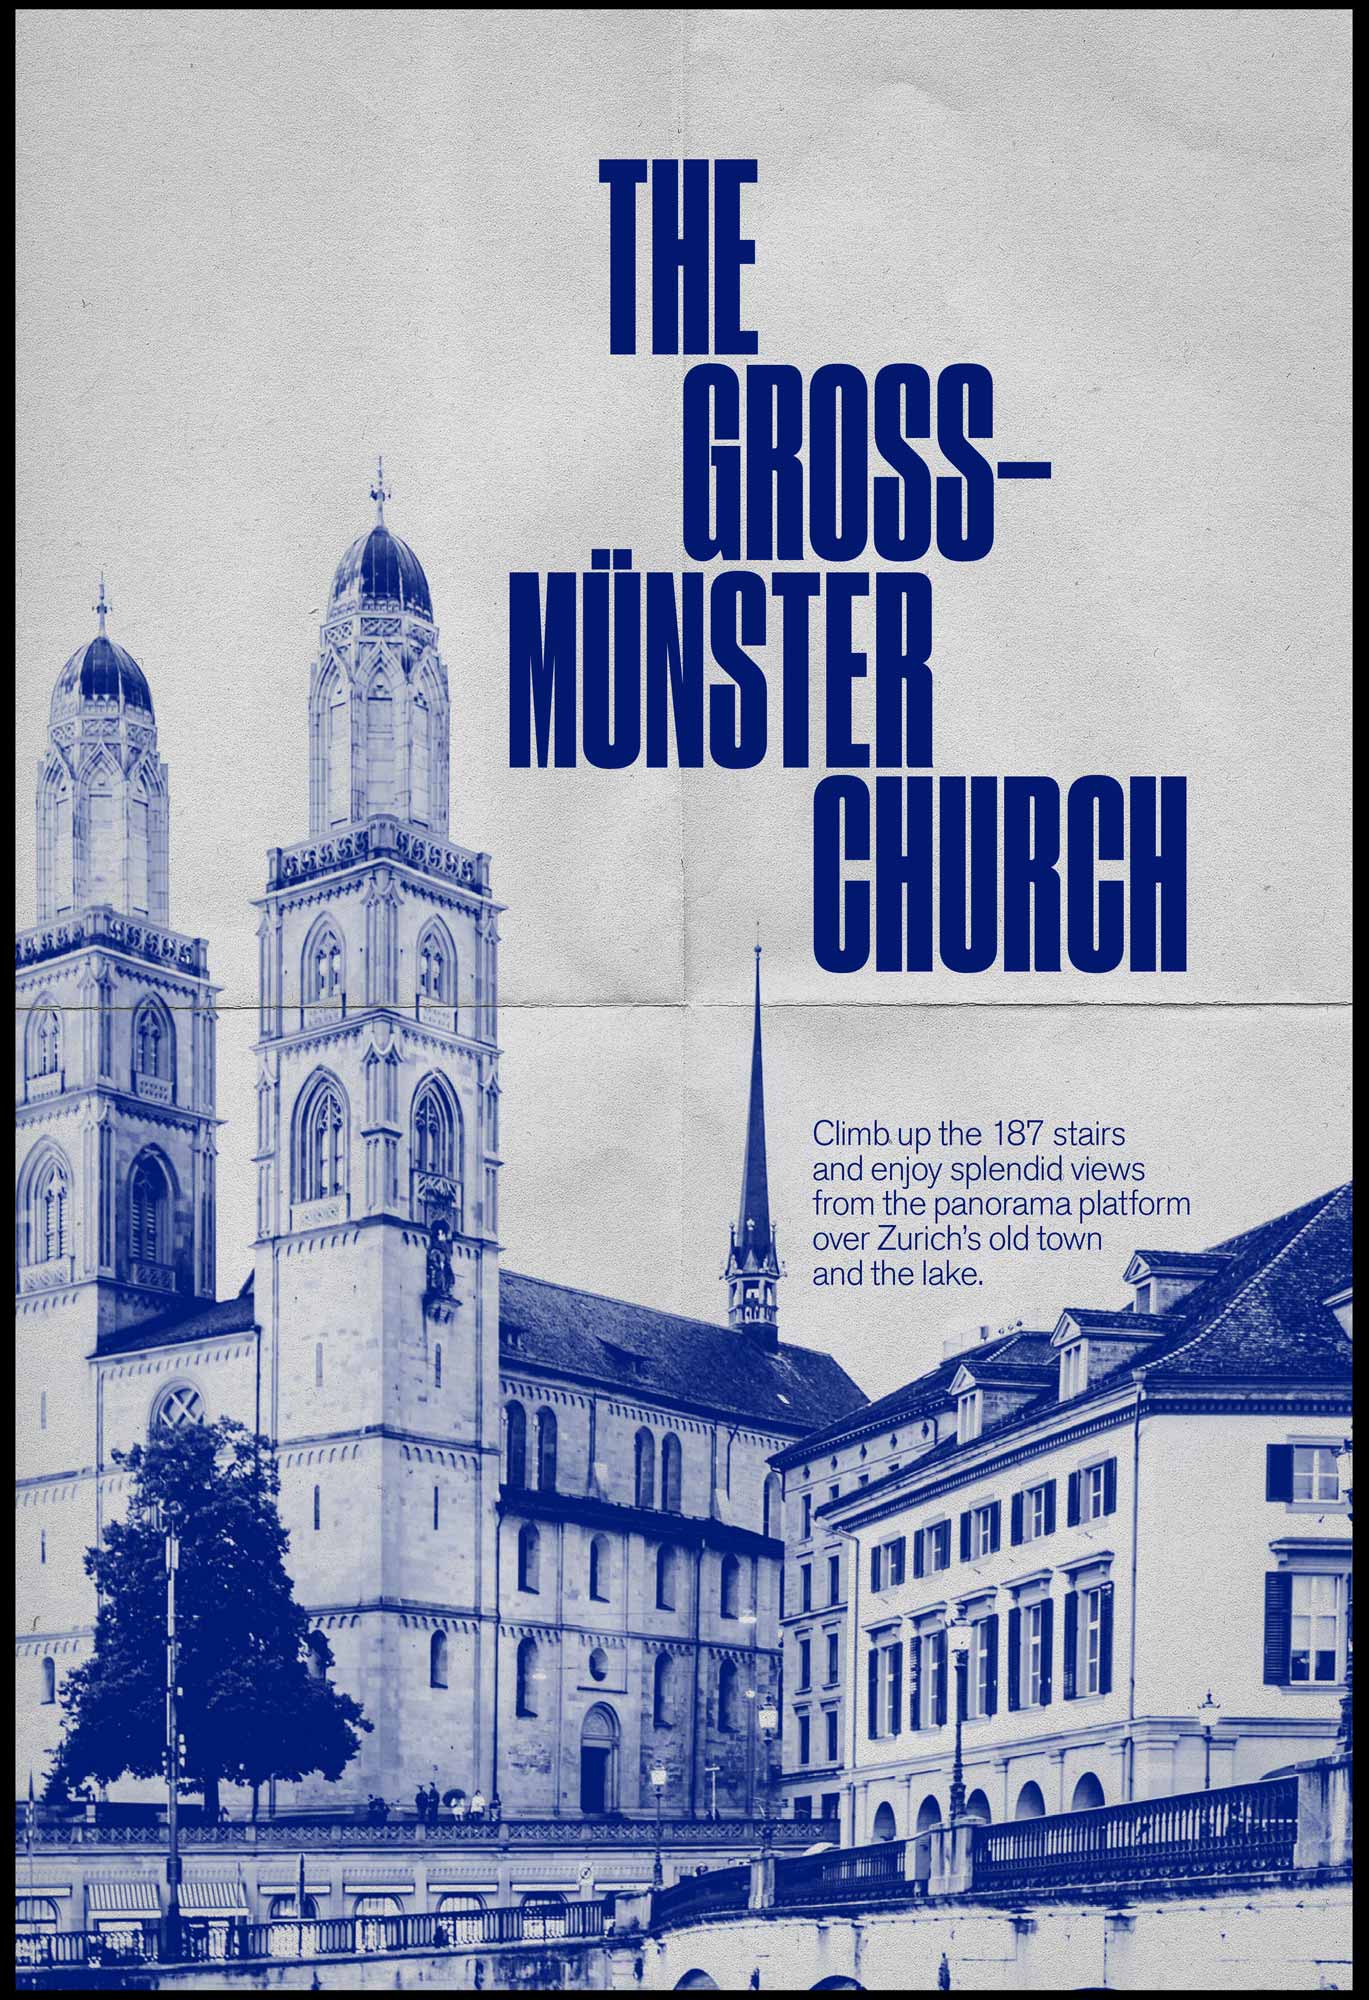 THE
GROSS–
MÜNSTER
CHURCH
Climb up the 187 stairs
and enjoy splendid views
from the panorama platform
over Zurich’s old town
and the lake.